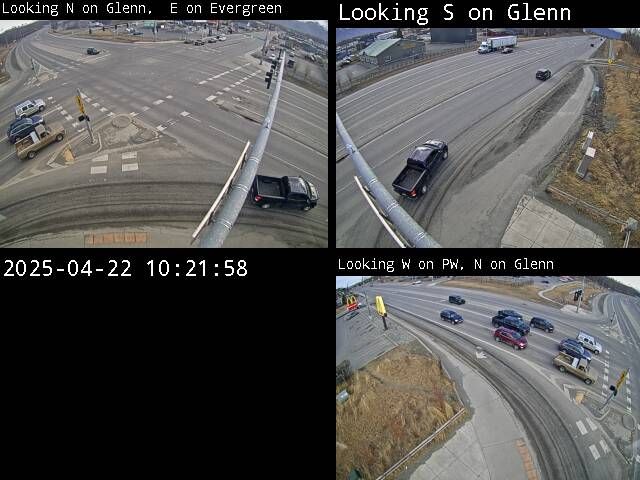 Looking N on Glenn,  E on Evergreen
Looking S on Glenn
2025-04-22 10:21:58
Looking W on PW, N on Glenn